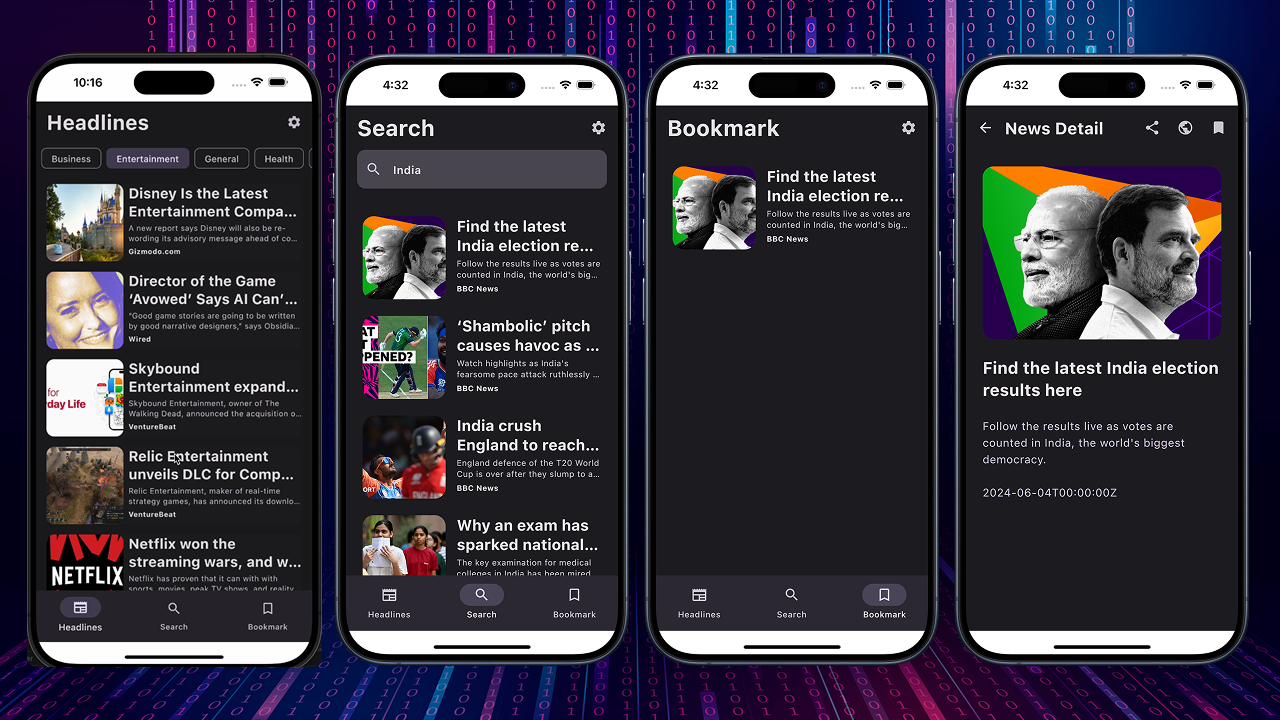 10:16
Headlines
Business
Entertainment
General
Health
Disney Is the Latest
Entertainment Compa...
A new report says Disney will also be re-
wording its advisory message ahead of co...
Gizmodo.com
Director of the Game
‘Avowed’ Says AI Can’...
"Good game stories are going to be written
by good narrative designers," says Obsidia...
Wired
for
day Life
Skybound
Entertainment expand...
Skybound Entertainment, owner of The
Walking Dead, announced the acquisition o...
VentureBeat
Relic Entertainment
unveils DLC for Comp...
Relic Entertainment, maker of real-time
strategy games, has announced its downlo...
VentureBeat
NETFLIX
Netflix won the
streaming wars, and w...
Netflix has proven that it can with with
sports, movies, peak TV shows, and reality
Headlines
Search
Bookmark
4:32
Search
India
Find the latest
India election re...
Follow the results live as votes are
counted in India, the world's big...
BBC News
AT
OPENED?
‘Shambolic’ pitch
causes havoc as ...
Watch highlights as India's
fearsome pace attack ruthlessly ...
BBC News
ORT
India crush
England to reach...
England defence of the T20 World
Cup is over after they slump to a...
BBC News
Why an exam has
sparked national...
The key examination for medical
colleges in India has been mired
Headlines
Search
Bookmark
4:32
Bookmark
Find the latest
India election re...
Follow the results live as votes are
counted in India, the world's big...
BBC News
Headlines
Search
Bookmark
4:32
News Detail
Find the latest India election
results here
Follow the results live as votes are
counted in India, the world's biggest
democracy.
2024-06-04T00:00:00Z